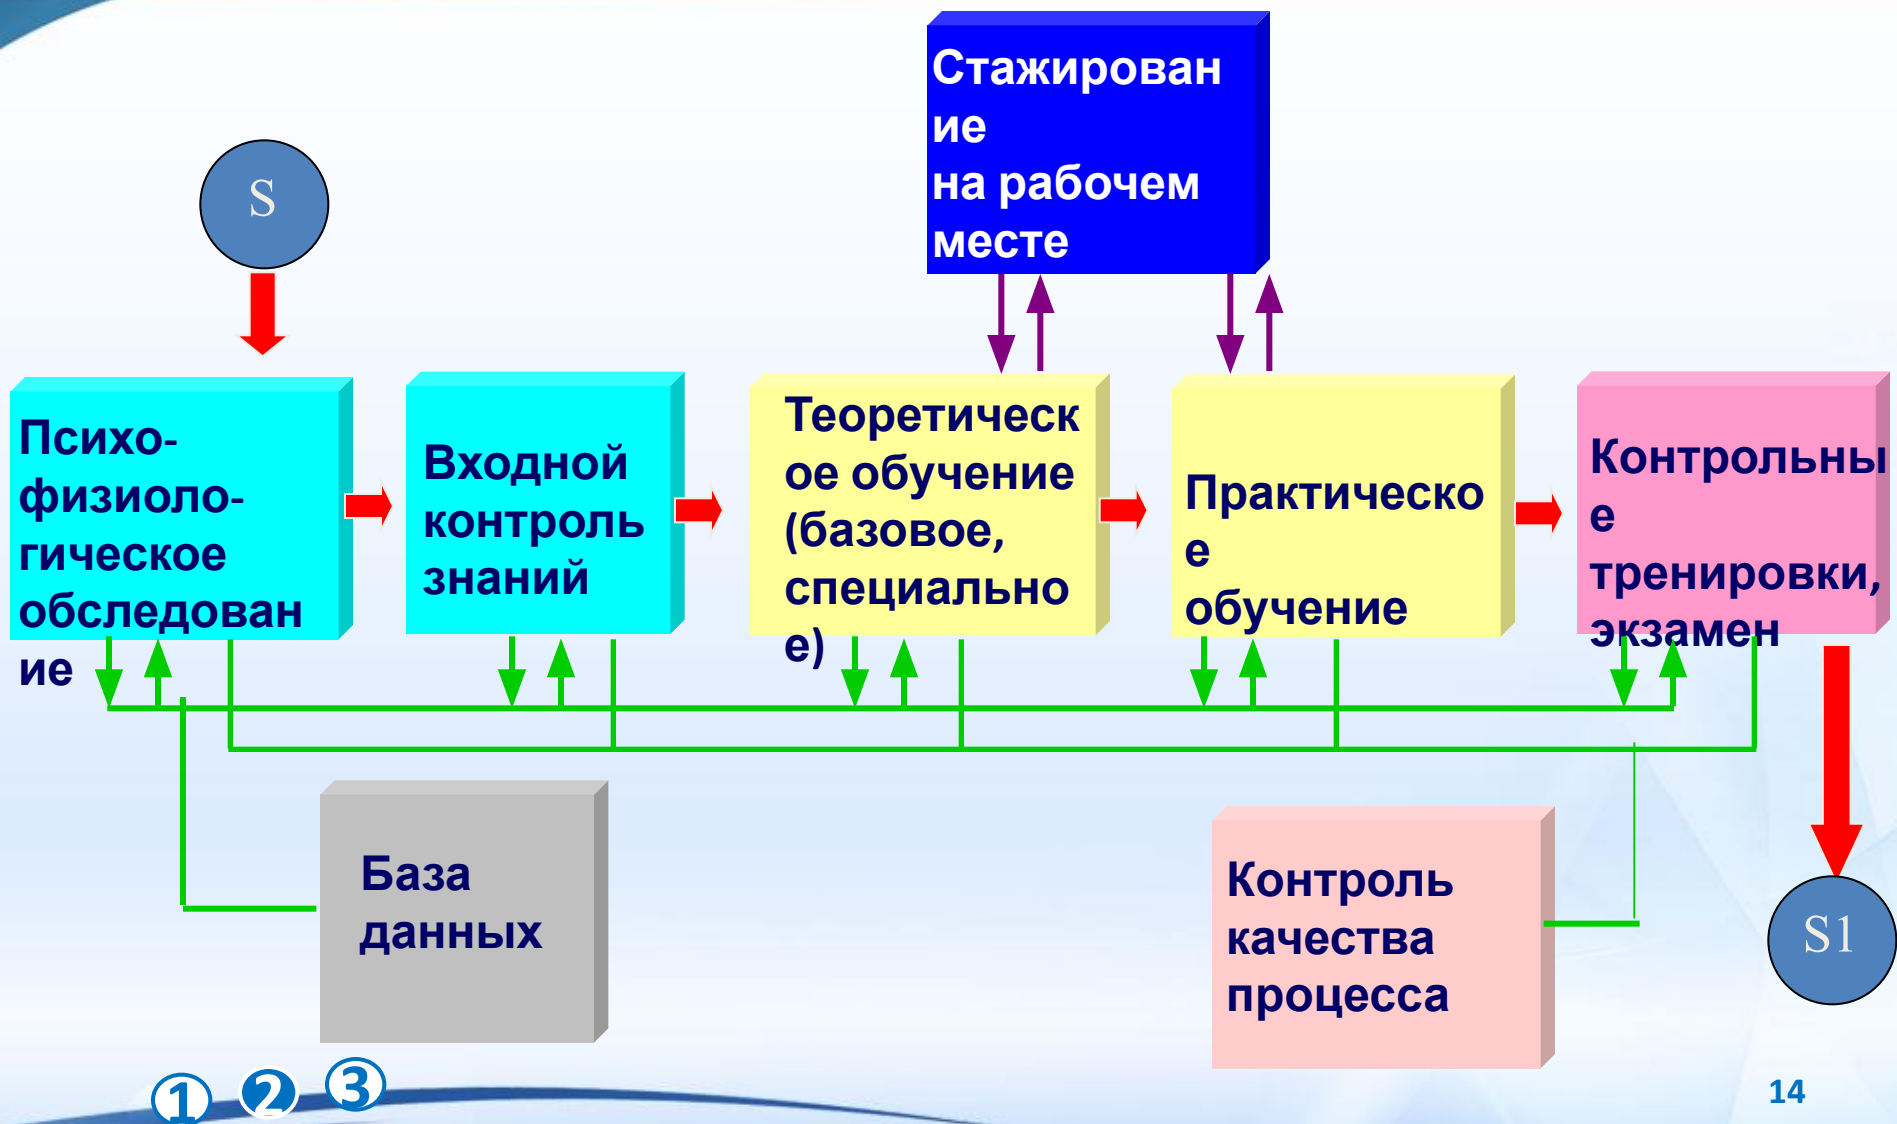 Стажирован
ие
на рабочем
месте
S
Психо-
физиоло-
гическое
обследован
ие
Входной
контроль
знаний
Теоретическ
ое обучение
(базовое,
специально
е)
Практическо
е
обучение
Контрольны
е
тренировки,
экзамен
База
данных
Контроль
качества
процесса
S1
1 2 3
14